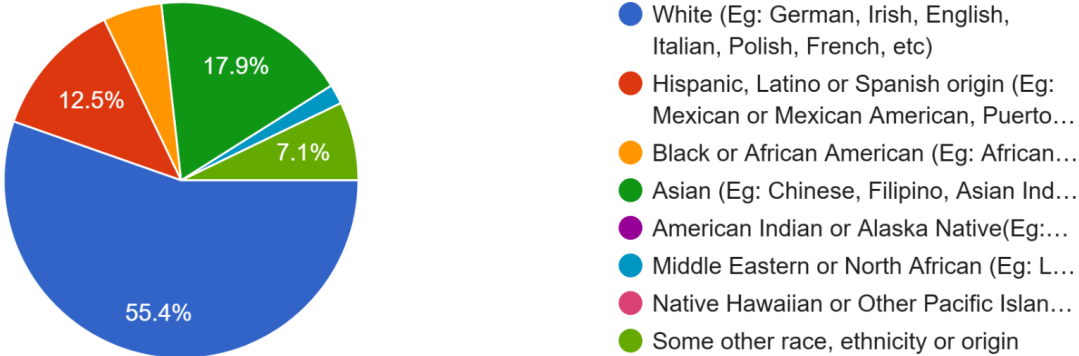 17.9%
12.5%
7.1%
55.4%
White (Eg: German, Irish, English,
Italian, Polish, French, etc)
Hispanic, Latino or Spanish origin (Eg:
Mexican or Mexican American, Puerto…
Black or African American (Eg: African…
Asian (Eg: Chinese, Filipino, Asian Ind…
American Indian or Alaska Native(Eg:…
Middle Eastern or North African (Eg: L…
Native Hawaiian or Other Pacific Islan…
Some other race, ethnicity or origin